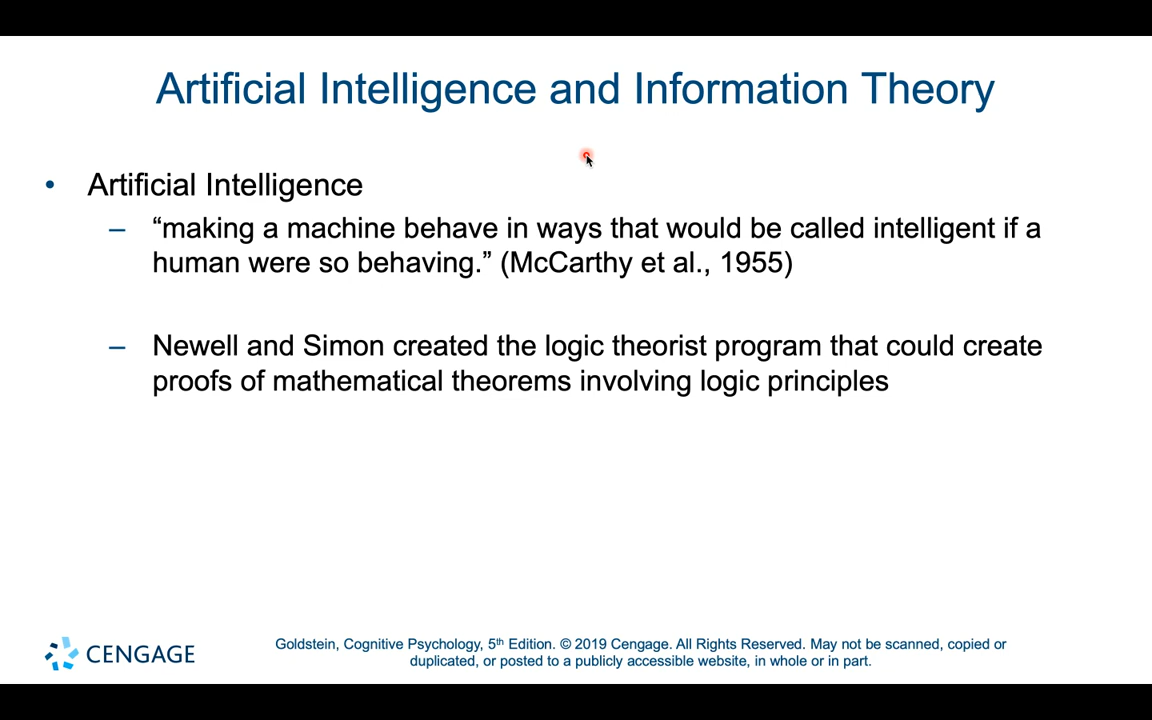 Artificial Intelligence and Information Theory
• Artificial Intelligence
– “making a machine behave in ways that would be called intelligent if a
human were so behaving.” (McCarthy et al., 1955)
– Newell and Simon created the logic theorist program that could create
proofs of mathematical theorems involving logic principles
CENGAGE
Goldstein, Cognitive Psychology, 5th Edition. © 2019 Cengage. All Rights Reserved. May not be scanned, copied or
duplicated, or posted to a publicly accessible website, in whole or in part.